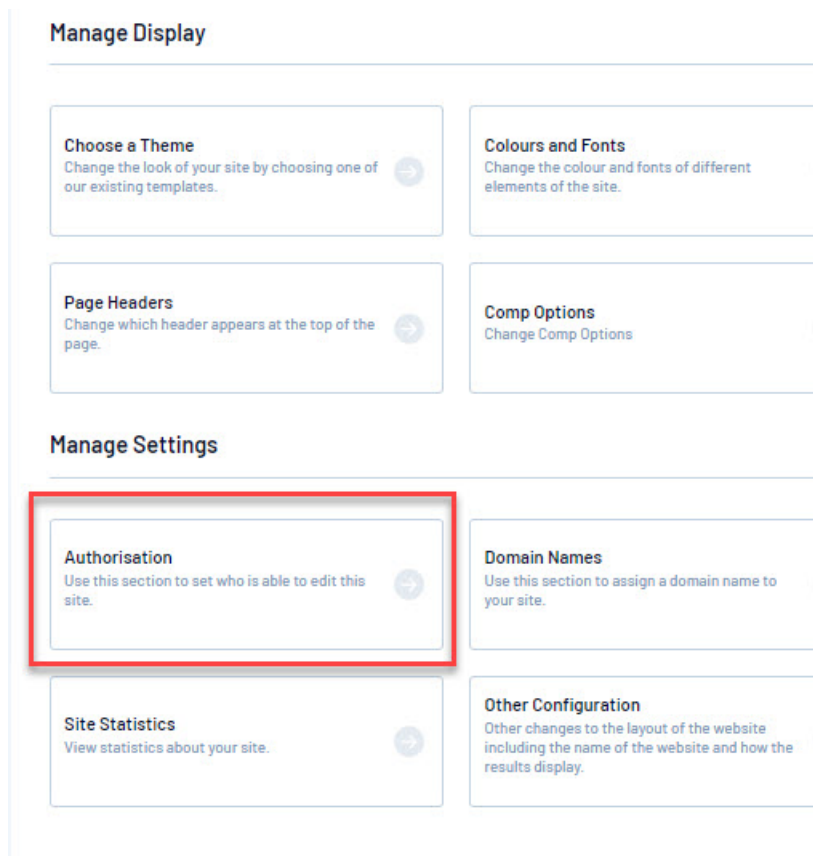 Manage Display
Choose a Theme
Change the look of your site by choosing one of
our existing templates.
Colours and Fonts
Change the colour and fonts of different
elements of the site.
Page Headers
Change which header appears at the top of the
page.
Comp Options
Change Comp Options
Manage Settings
Authorisation
Use this section to set who is able to edit this
site.
Domain Names
Use this section to assign a domain name to
your site.
Site Statistics
View statistics about your site.
Other Configuration
Other changes to the layout of the website
including the name of the website and how the
results display.